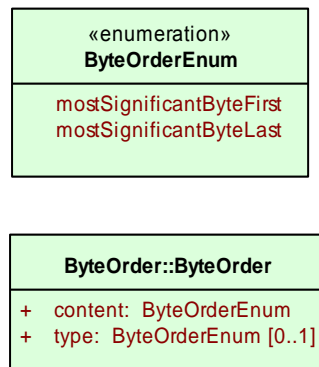 «enumeration»
ByteOrderEnum
mostSignificantByteFirst
mostSignificantByteLast
ByteOrder::ByteOrder
+ content: ByteOrderEnum
+ type: ByteOrderEnum [0..1]